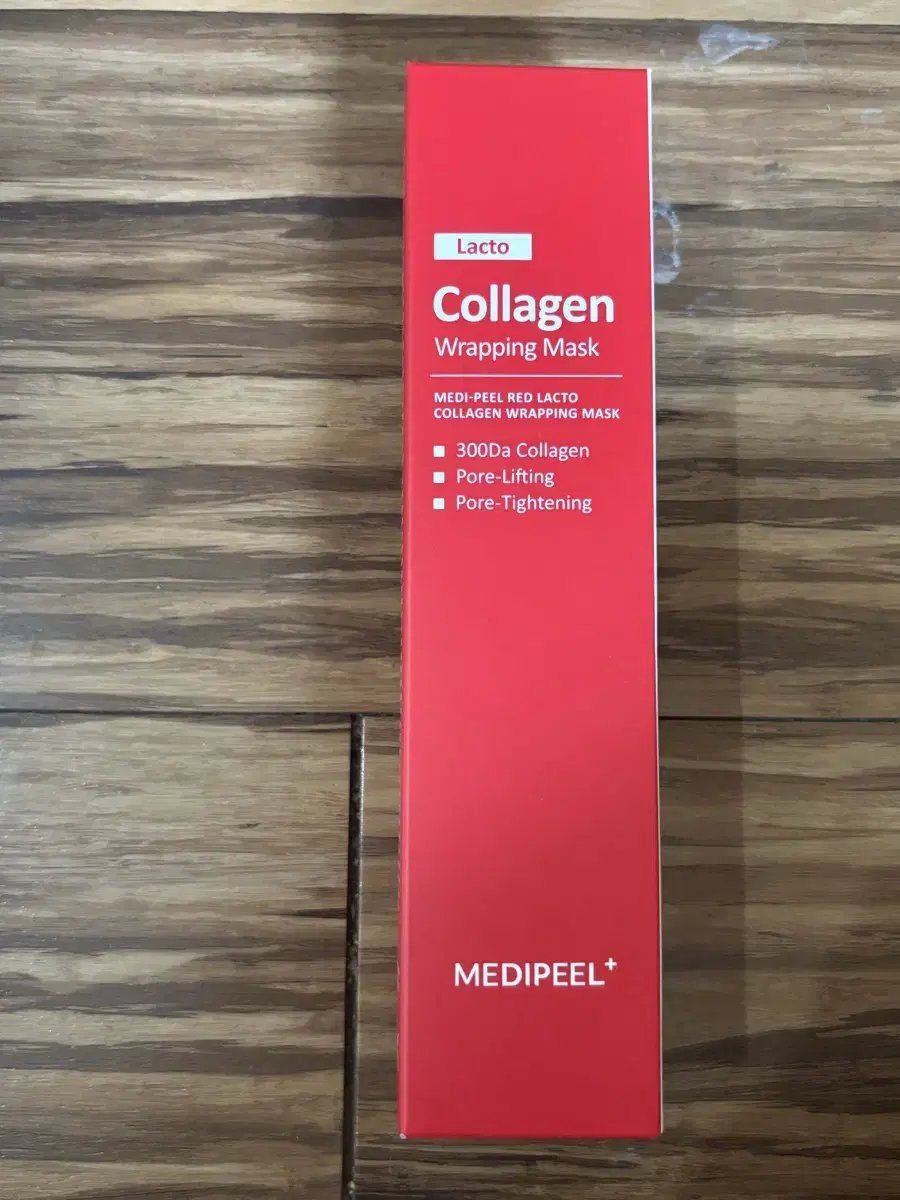 Lacto
Collagen
Wrapping Mask
MEDI-PEEL RED LACTO
COLLAGEN WRAPPING MASK
300Da Collagen
Pore-Lifting
Pore-Tightening
MEDIPEEL+